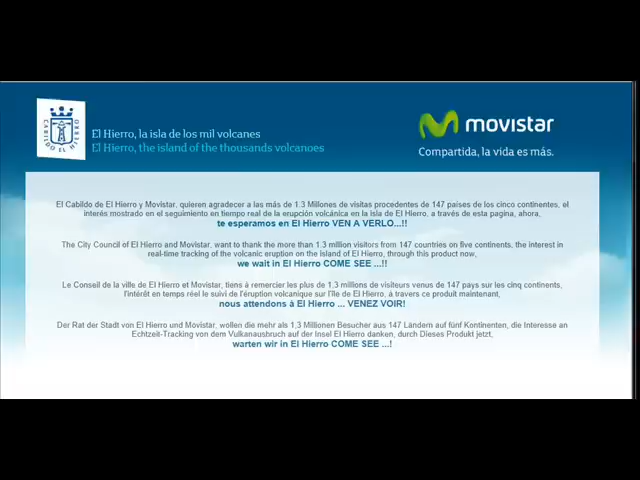 CABILDO EL HIERRO
El Hierro, la isla de los mil volcanes
El Hierro, the island of the thousands volcanoes
movistar
Compartida, la vida es más.
El Cabildo de El Hierro y Movistar, quieren agradecer a las más de 1.3 Millones de visitas procedentes de 147 países de los cinco continentes, el
interés mostrado en el seguimiento en tiempo real de la erupción volcánica en la isla de El Hierro, a través de esta pagina, ahora,
te esperamos en El Hierro VEN A VERLO...!!
The City Council of El Hierro and Movistar, want to thank the more than 1.3 million visitors from 147 countries on five continents, the interest in
real-time tracking of the volcanic eruption on the island of El Hierro, through this product now,
we wait in El Hierro COME SEE ...!!
Le Conseil de la ville de El Hierro et Movistar, tiens à remercier les plus de 1.3 millions de visiteurs venus de 147 pays sur les cinq continents,
l'intérêt en temps réel le suivi de l'éruption volcanique sur l'île de El Hierro, à travers ce produit maintenant,
nous attendons à El Hierro ... VENEZ VOIR!
Der Rat der Stadt von El Hierro und Movistar, wollen die mehr als 1,3 Millionen Besucher aus 147 Ländern auf fünf Kontinenten, die Interesse an
Echtzeit-Tracking von dem Vulkanausbruch auf der Insel El Hierro danken, durch Dieses Produkt jetzt,
warten wir in El Hierro COME SEE ...!